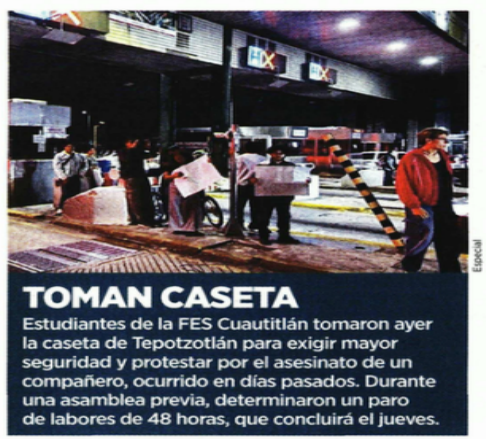 TOMAN CASETA
Estudiantes de la FES Cuautitlán tomaron ayer
la caseta de Tepotzotlán para exigir mayor
seguridad y protestar por el asesinato de un
compañero, ocurrido en días pasados. Durante
una asamblea previa, determinaron un paro
de labores de 48 horas, que concluirá el jueves.
Especial